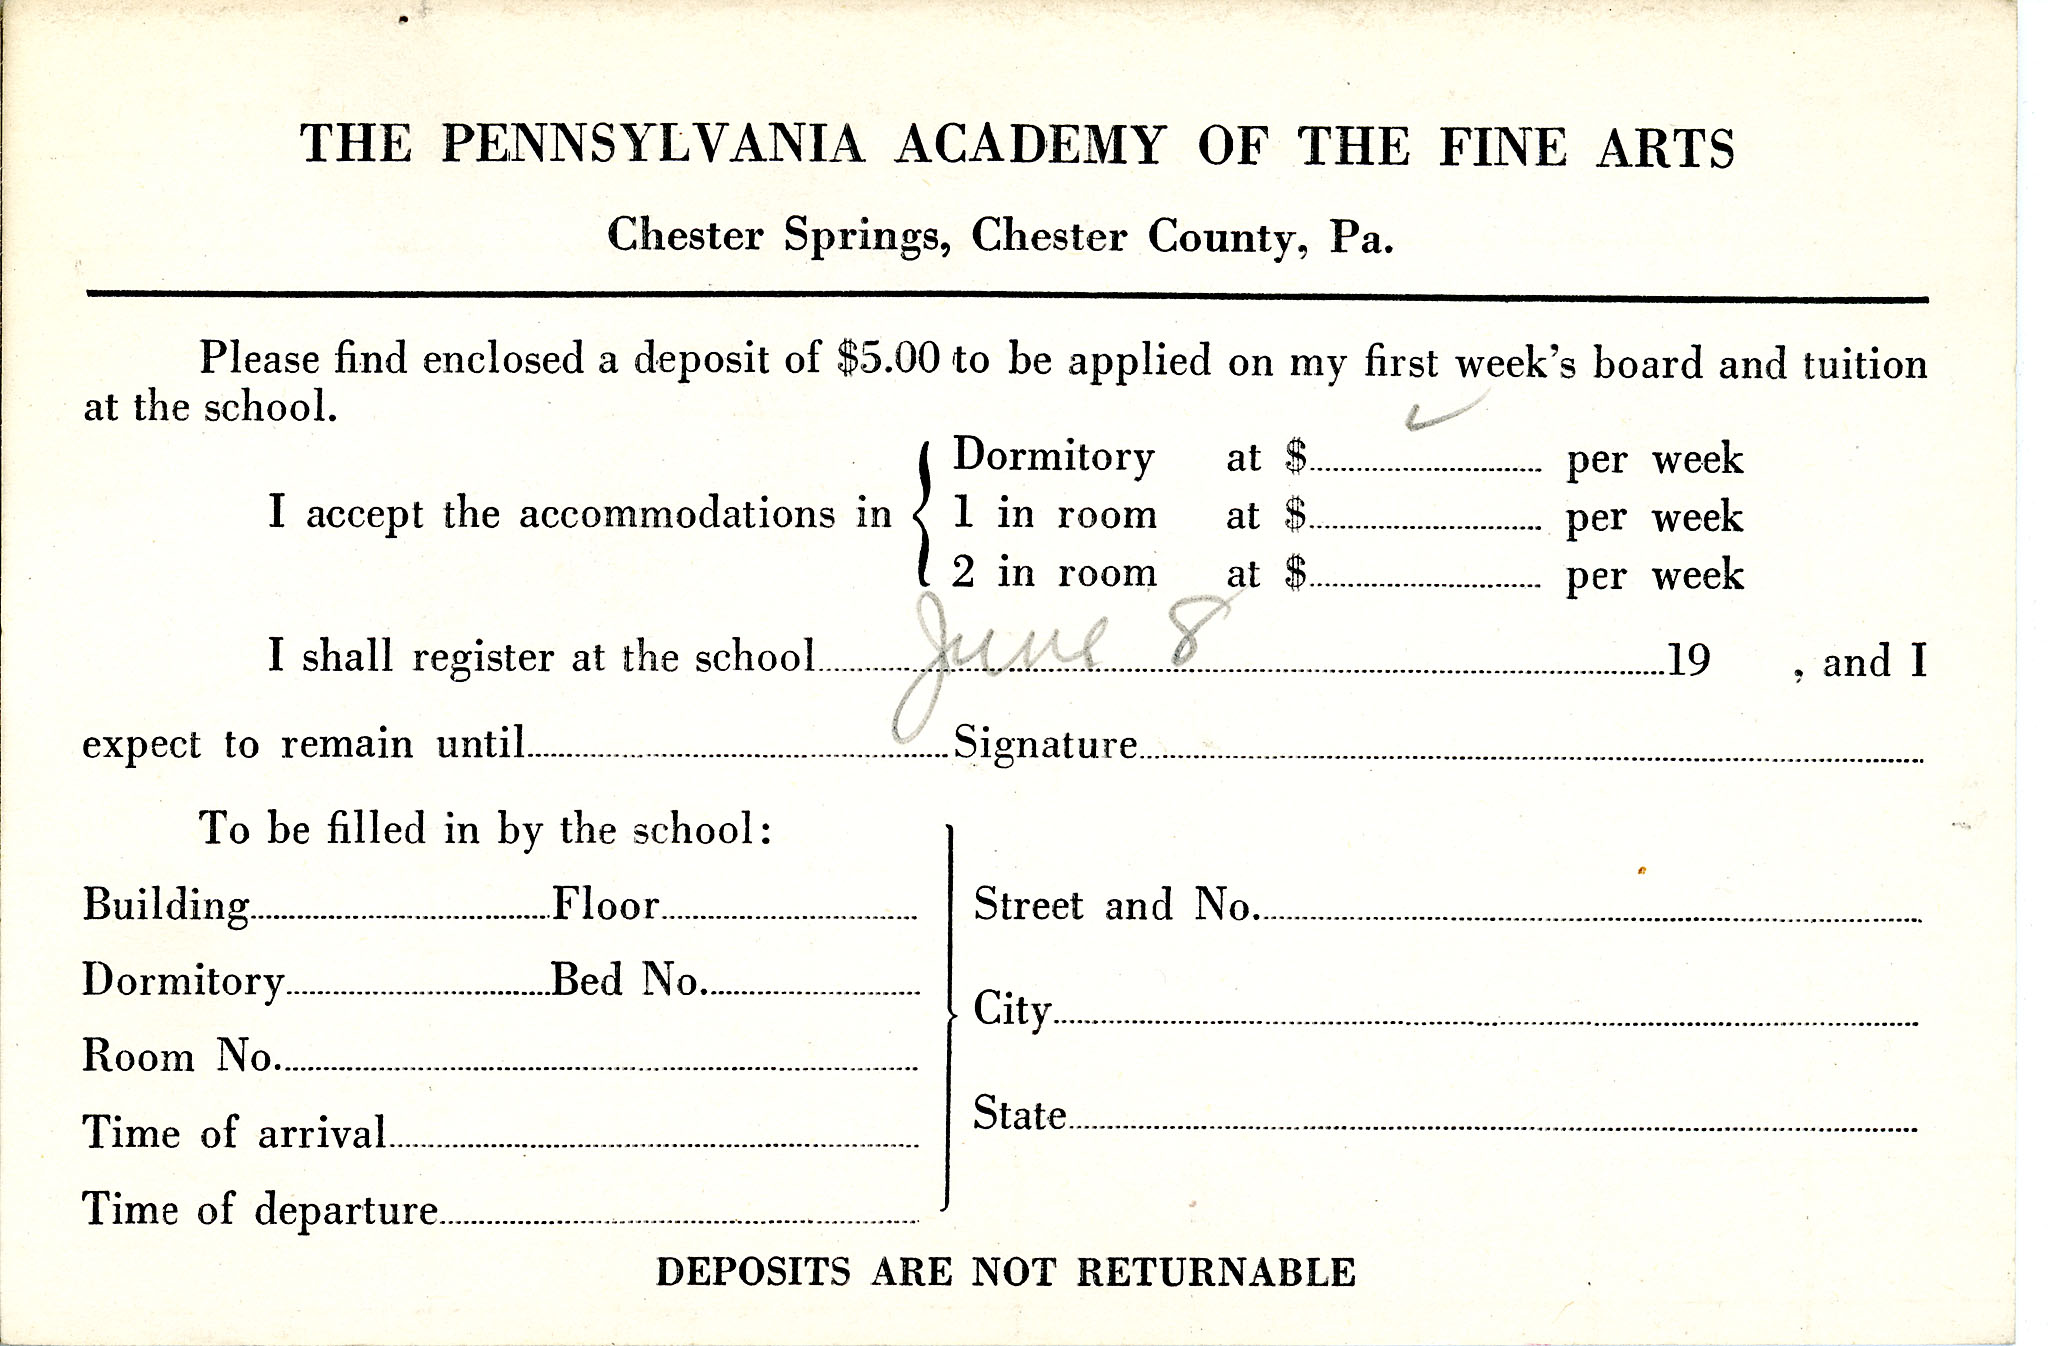 THE PENNSYLVANIA ACADEMY OF THE FINE ARTS
Chester Springs, Chester County, Pa.
Please find enclosed a deposit of $5.00 to be applied on my first week's board and tuition
at the school.
I accept the accommodations in
Dormitory at $ per week
1 in room at $ per week
2 in room at $ per week
I shall register at the school June 8 19 , and I
expect to remain until Signature
To be filled in by the school:
Building Floor
Dormitory Bed No.
Room No.
Time of arrival
Time of departure
Street and No.
City
State
DEPOSITS ARE NOT RETURNABLE